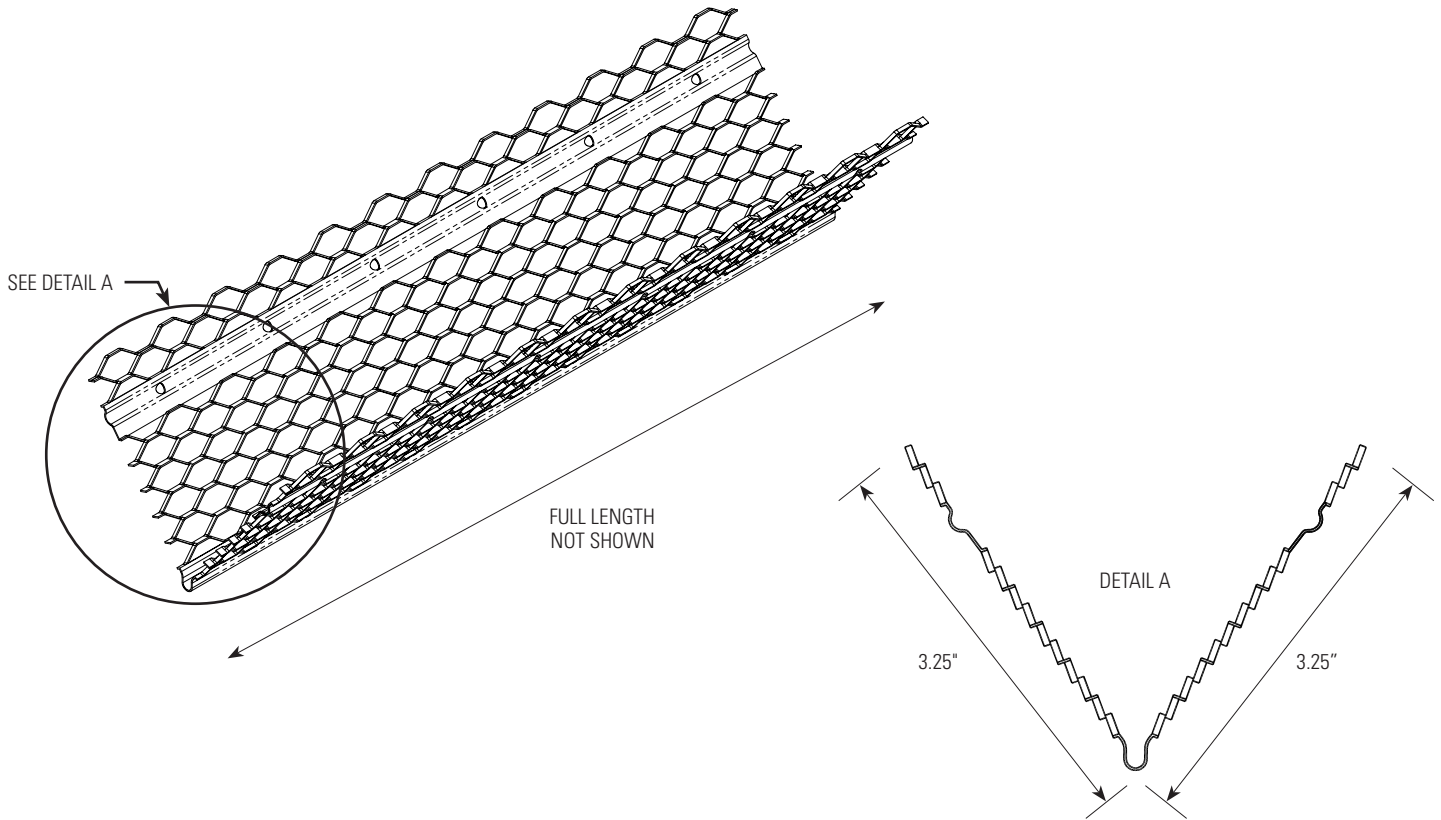 SEE DETAIL A
FULL LENGTH
NOT SHOWN
DETAIL A
3.25"
3.25”